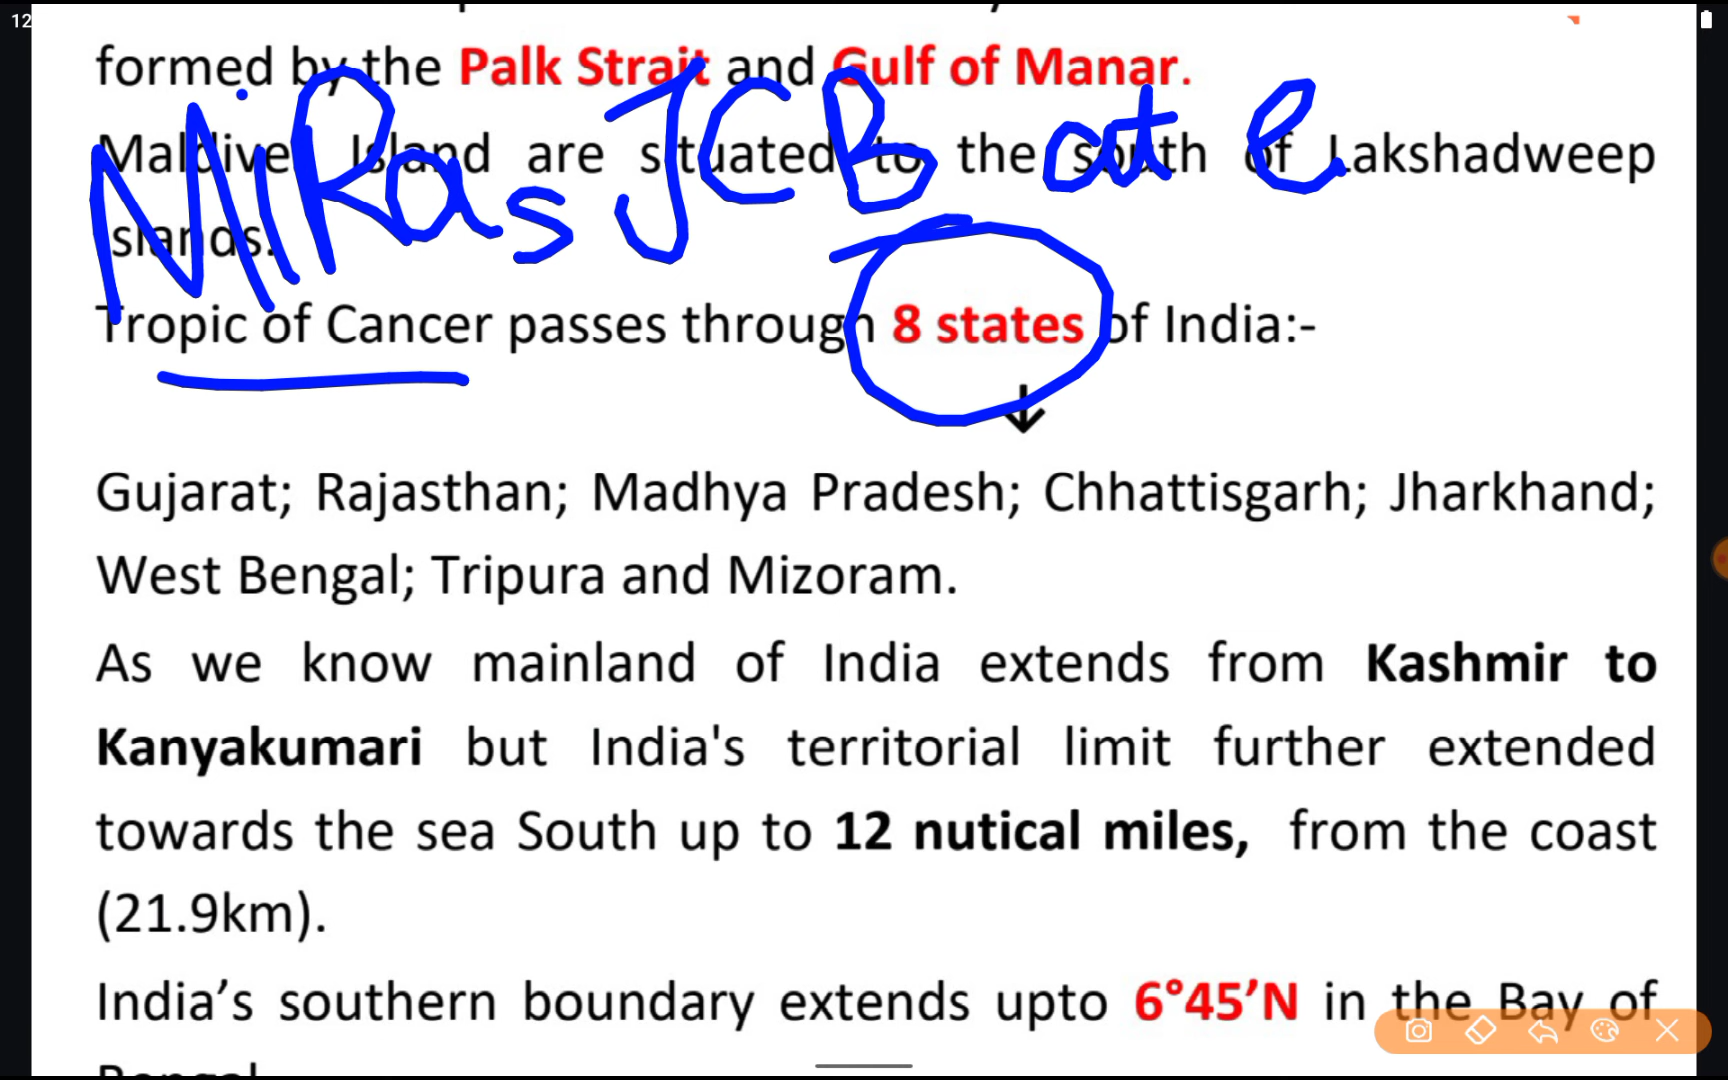 12
formed by the Palk Strait and Gulf of Manar.
MiRas JCB at e
Maldive Island are situated to the south of Lakshadweep
islands.
Tropic of Cancer passes through 8 states of India:-
↓
Gujarat; Rajasthan; Madhya Pradesh; Chhattisgarh; Jharkhand;
West Bengal; Tripura and Mizoram.
As we know mainland of India extends from Kashmir to
Kanyakumari but India's territorial limit further extended
towards the sea South up to 12 nutical miles, from the coast
(21.9km).
India’s southern boundary extends upto 6°45’N in the Bay of